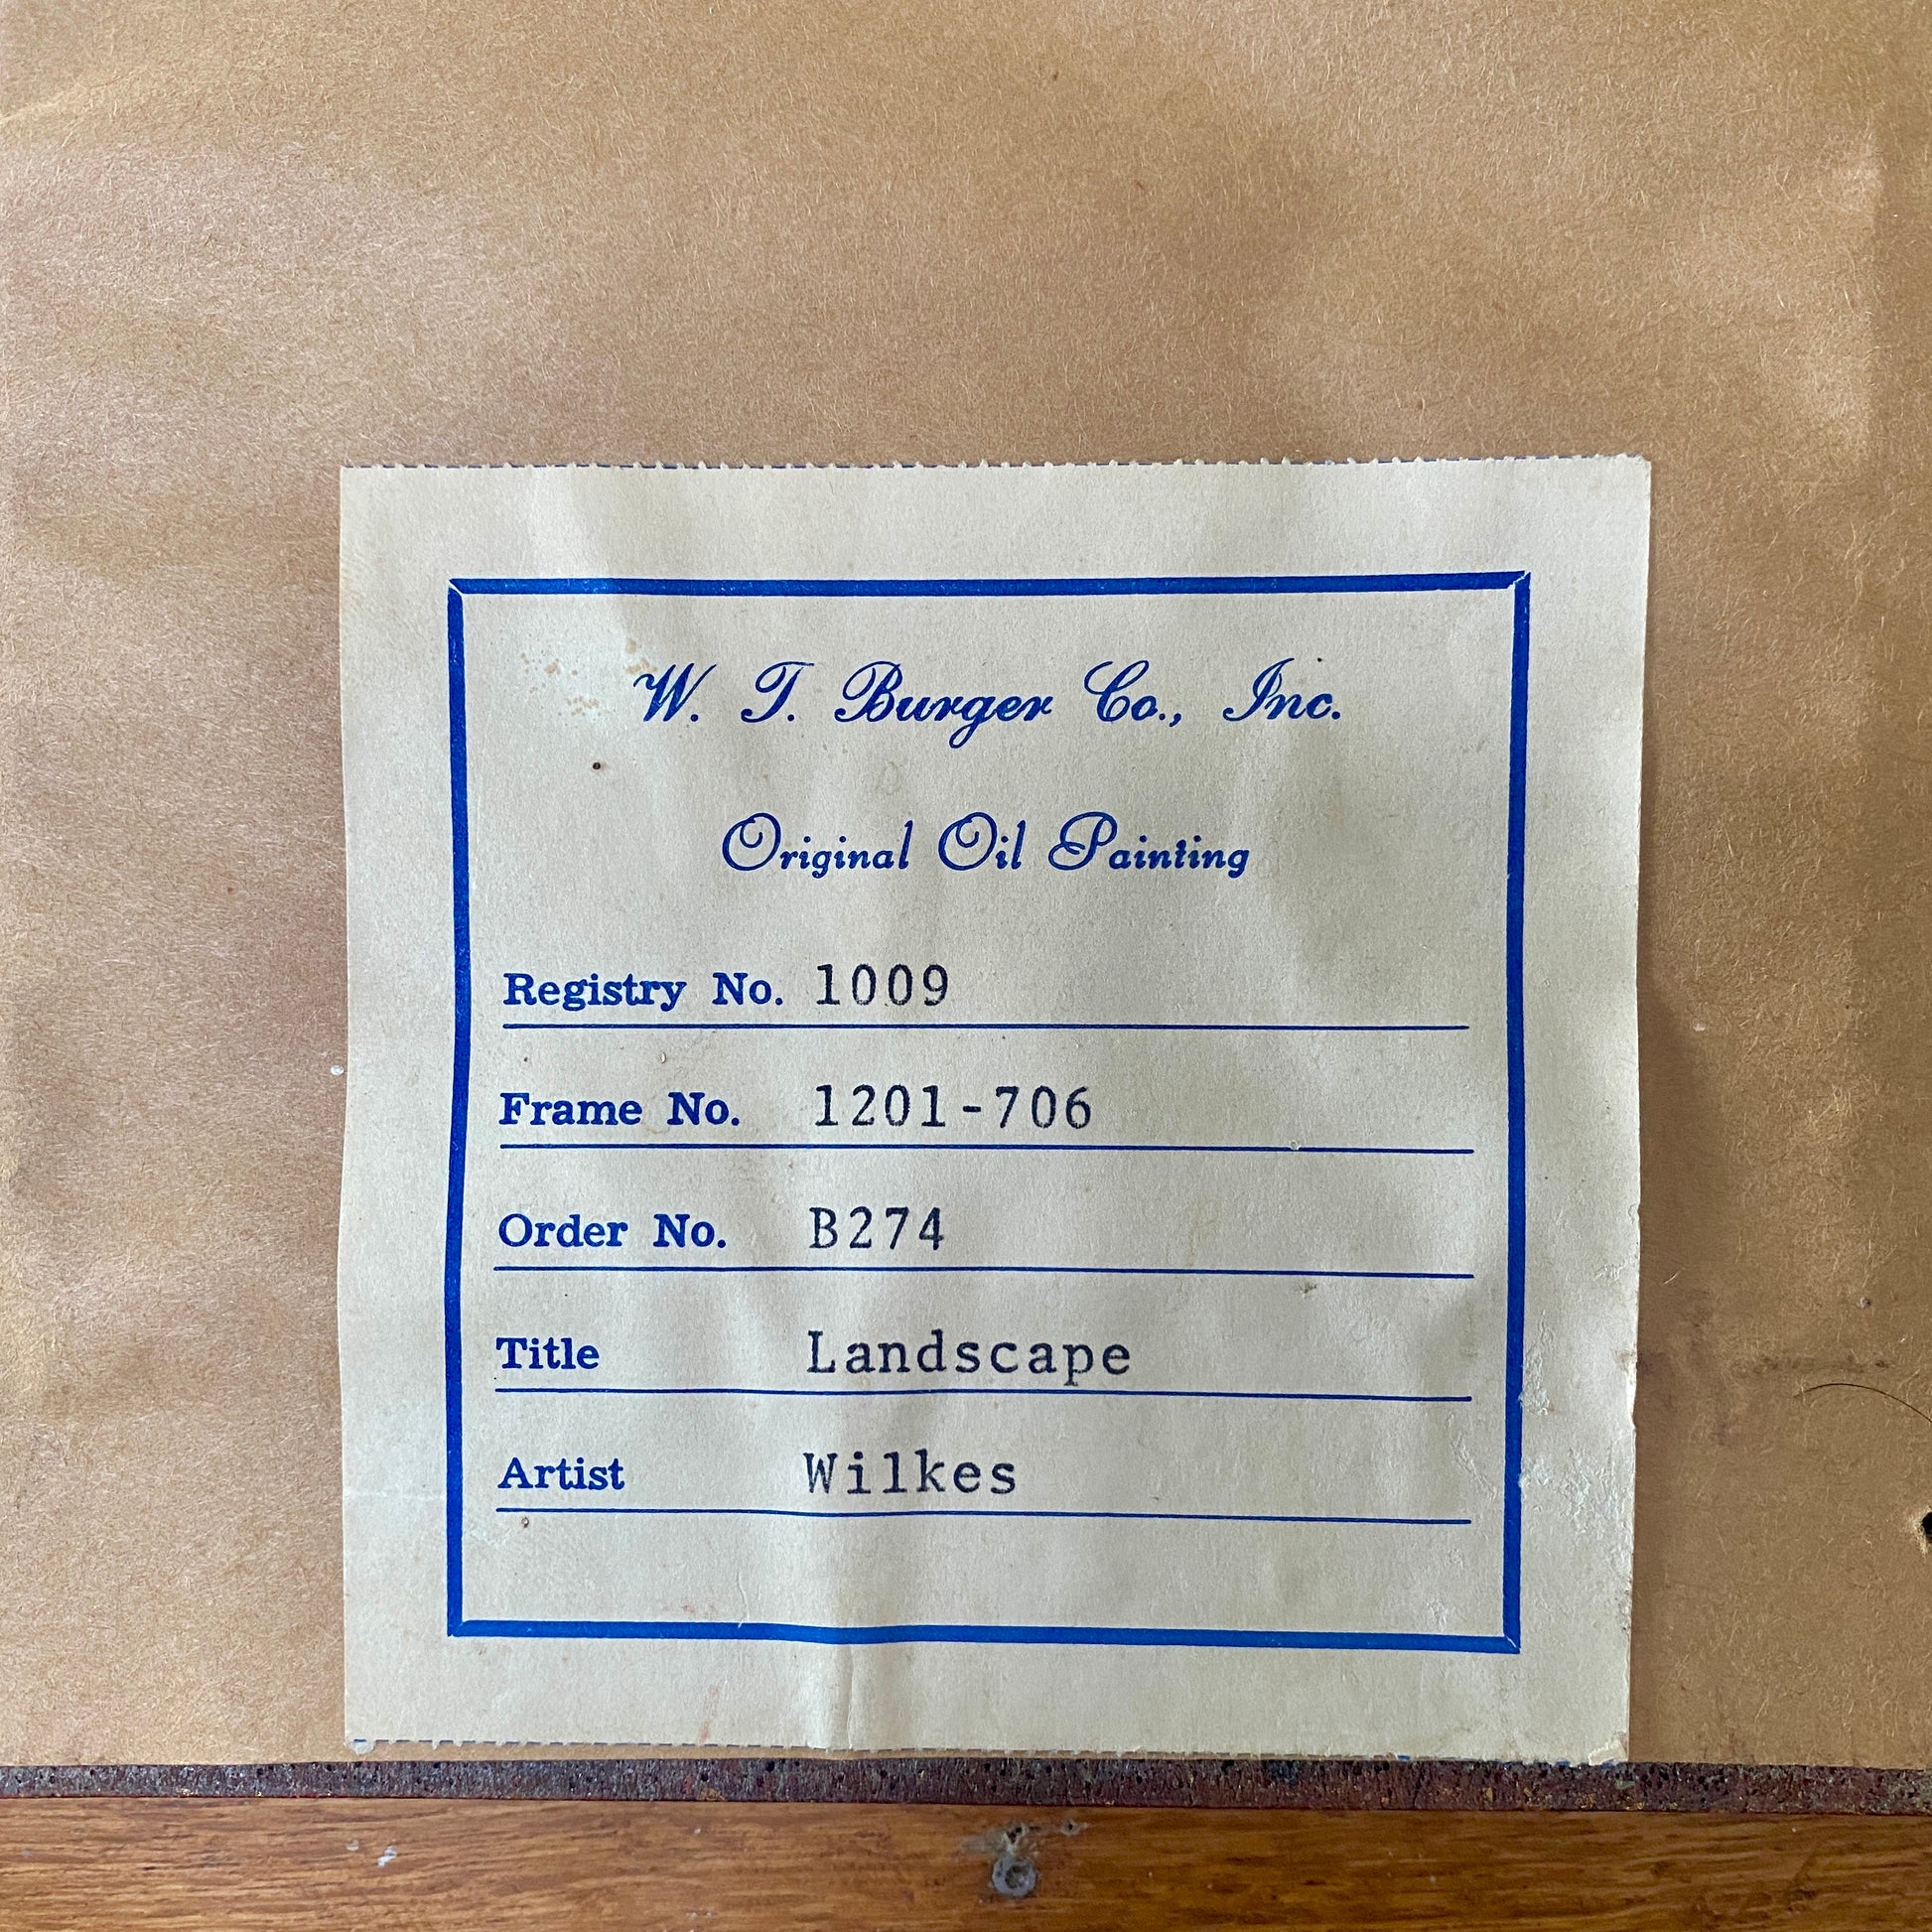 W. T. Burger Co., Inc.
Original Oil Painting
Registry No. 1009
Frame No. 1201-706
Order No. B274
Title Landscape
Artist Wilkes